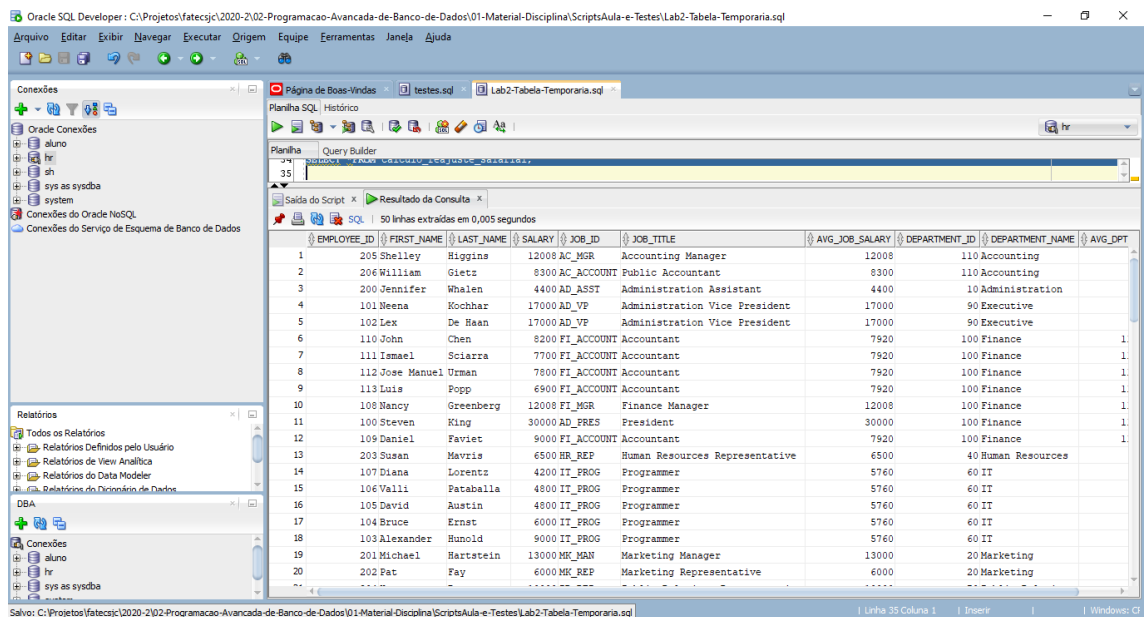 Oracle SQL Developer : C:\Projetos\fatecsjc\2020-2\02-Programacao-Avancada-de-Banco-de-Dados\01-Material-Disciplina\ScriptsAula-e-Testes\Lab2-Tabela-Temporaria.sql
Arquivo Editar Exibir Navegar Executar Origem Equipe Ferramentas Janela Ajuda
Conexões
Oracle Conexões
aluno
hr
sh
sys as sysdba
system
Conexões do Oracle NoSQL
Conexões do Serviço de Esquema de Banco de Dados
Relatórios
Todos os Relatórios
Relatórios Definidos pelo Usuário
Relatórios de View Analítica
Relatórios do Data Modeler
Relatórios do Dicionário de Dados
DBA
Conexões
aluno
hr
sys as sysdba
system
Página de Boas-Vindas testes.sql Lab2-Tabela-Temporaria.sql
Planilha SQL Histórico
hr
Planilha Query Builder
34 SELECT *FROM calculo_reajuste_salarial;
35
Saída do Script Resultado da Consulta
SQL 50 linhas extraídas em 0,005 segundos
EMPLOYEE_ID FIRST_NAME LAST_NAME SALARY JOB_ID JOB_TITLE AVG_JOB_SALARY DEPARTMENT_ID DEPARTMENT_NAME AVG_DPT
1 205 Shelley Higgins 12008 AC_MGR Accounting Manager 12008 110 Accounting
2 206 William Gietz 8300 AC_ACCOUNT Public Accountant 8300 110 Accounting
3 200 Jennifer Whalen 4400 AD_ASST Administration Assistant 4400 10 Administration
4 101 Neena Kochhar 17000 AD_VP Administration Vice President 17000 90 Executive
5 102 Lex De Haan 17000 AD_VP Administration Vice President 17000 90 Executive
6 110 John Chen 8200 FI_ACCOUNT Accountant 7920 100 Finance 1
7 111 Ismael Sciarra 7700 FI_ACCOUNT Accountant 7920 100 Finance 1
8 112 Jose Manuel Urman 7800 FI_ACCOUNT Accountant 7920 100 Finance 1
9 113 Luis Popp 6900 FI_ACCOUNT Accountant 7920 100 Finance 1
10 108 Nancy Greenberg 12008 FI_MGR Finance Manager 12008 100 Finance 1
11 100 Steven King 30000 AD_PRES President 30000 100 Finance 1
12 109 Daniel Faviet 9000 FI_ACCOUNT Accountant 7920 100 Finance 1
13 203 Susan Mavris 6500 HR_REP Human Resources Representative 6500 40 Human Resources
14 107 Diana Lorentz 4200 IT_PROG Programmer 5760 60 IT
15 106 Valli Pataballa 4800 IT_PROG Programmer 5760 60 IT
16 105 David Austin 4800 IT_PROG Programmer 5760 60 IT
17 104 Bruce Ernst 6000 IT_PROG Programmer 5760 60 IT
18 103 Alexander Hunold 9000 IT_PROG Programmer 5760 60 IT
19 201 Michael Hartstein 13000 MK_MAN Marketing Manager 13000 20 Marketing
20 202 Pat Fay 6000 MK_REP Marketing Representative 6000 20 Marketing
Salvo: C:\Projetos\fatecsjc\2020-2\02-Programacao-Avancada-de-Banco-de-Dados\01-Material-Disciplina\ScriptsAula-e-Testes\Lab2-Tabela-Temporaria.sql Linha 35 Coluna 1 Inserir Windows: CR